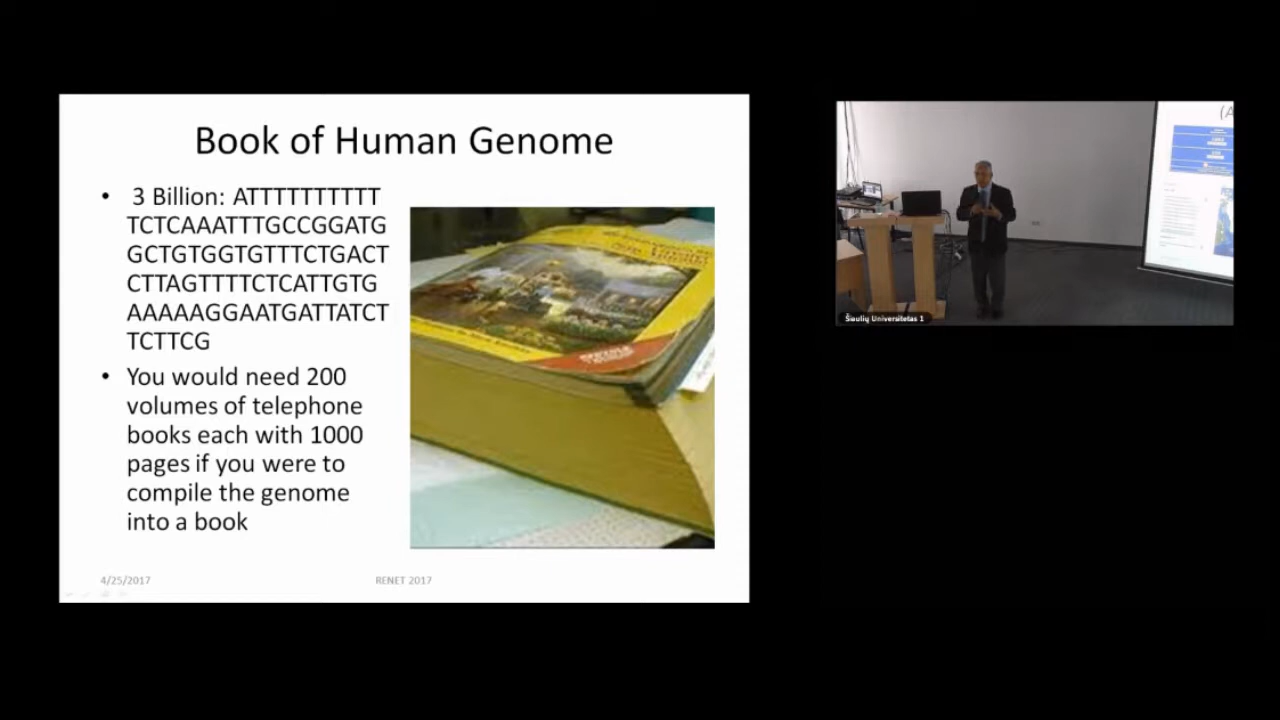 Book of Human Genome
• 3 Billion: ATTTTTTTTTT
TCTCAAATTTGCCGGATG
GCTGTGGTGTTTCTGACT
CTTAGTTTTCTCATTGTG
AAAAAGGAATGATTATCT
TCTTCG
• You would need 200
volumes of telephone
books each with 1000
pages if you were to
compile the genome
into a book
4/25/2017
RENET 2017
Šiaulių Universitetas 1